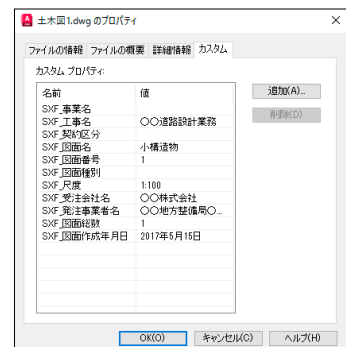 土木図1.dwg のプロパティ
ファイルの情報 ファイルの概要 詳細情報 カスタム
カスタム プロパティ:
名前 値
追加(A)...
削除(D)
SXF_事業名
SXF_工事名 〇〇道路設計業務
SXF_契約区分
SXF_図面名 小構造物
SXF_図面番号 1
SXF_図面種別
SXF_尺度 1:100
SXF_受注会社名 〇〇株式会社
SXF_発注事業者名 〇〇地方整備局〇...
SXF_図面総数 1
SXF_図面作成年月日 2017年5月15日
OK(O) キャンセル(C) ヘルプ(H)